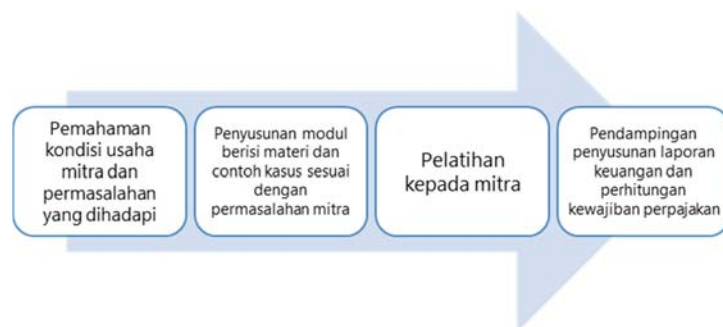 Pemahaman
kondisi usaha
mitra dan
permasalahan
yang dihadapi
Penyusunan modul
berisi materi dan
contoh kasus sesuai
dengan
permasalahan mitra
Pelatihan
kepada mitra
Pendampingan
penyusunan laporan
keuangan dan
perhitungan
kewajiban perpajakan